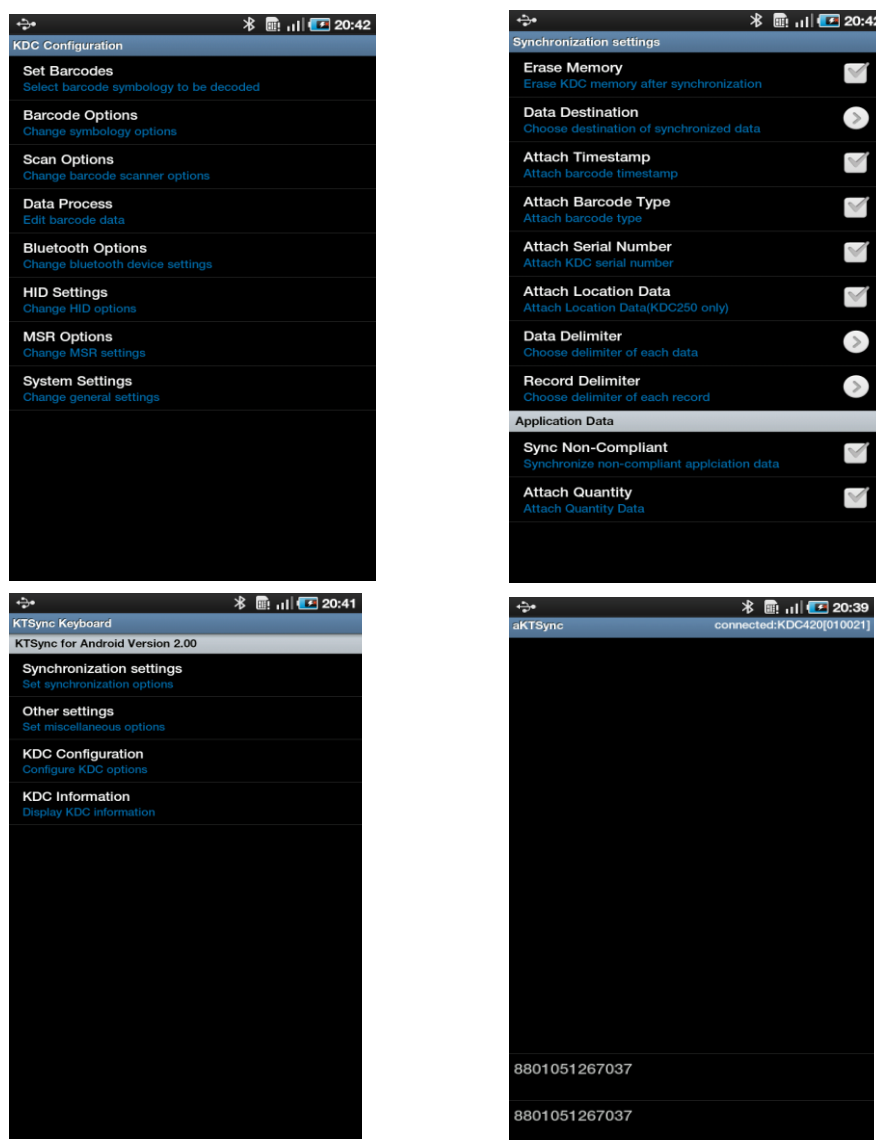 20:42
KDC Configuration
Set Barcodes
Select barcode symbology to be decoded
Barcode Options
Change symbology options
Scan Options
Change barcode scanner options
Data Process
Edit barcode data
Bluetooth Options
Change bluetooth device settings
HID Settings
Change HID options
MSR Options
Change MSR settings
System Settings
Change general settings
20:42
Synchronization settings
Erase Memory
Erase KDC memory after synchronization
Data Destination
Choose destination of synchronized data
Attach Timestamp
Attach barcode timestamp
Attach Barcode Type
Attach barcode type
Attach Serial Number
Attach KDC serial number
Attach Location Data
Attach Location Data(KDC250 only)
Data Delimiter
Choose delimiter of each data
Record Delimiter
Choose delimiter of each record
Application Data
Sync Non-Compliant
Synchronize non-compliant applciation data
Attach Quantity
Attach Quantity Data
20:41
KTSync Keyboard
KTSync for Android Version 2.00
Synchronization settings
Set synchronization options
Other settings
Set miscellaneous options
KDC Configuration
Configure KDC options
KDC Information
Display KDC information
20:39
aKTSync connected:KDC420[010021]
8801051267037
8801051267037